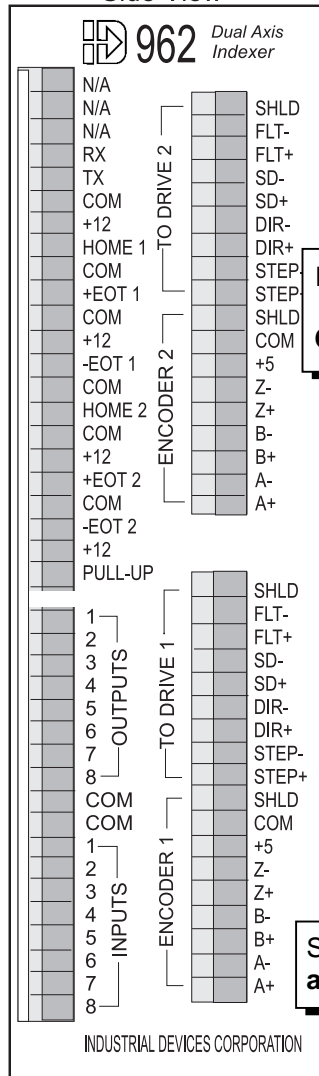 Side View
962 Dual Axis
Indexer
N/A
N/A
N/A
RX
TX
COM
+12
HOME 1
COM
+EOT 1
COM
+12
-EOT 1
COM
HOME 2
COM
+12
+EOT 2
COM
-EOT 2
+12
PULL-UP
1
2
3
4
5
6
7
8
OUTPUTS
COM
COM
1
2
3
4
5
6
7
8
INPUTS
TO DRIVE 2
SHLD
FLT-
FLT+
SD-
SD+
DIR-
DIR+
STEP-
STEP
ENCODER 2
SHLD
COM
+5
Z-
Z+
B-
B+
A-
A+
TO DRIVE 1
SHLD
FLT-
FLT+
SD-
SD+
DIR-
DIR+
STEP-
STEP+
ENCODER 1
SHLD
COM
+5
Z-
Z+
B-
B+
A-
A+
S
a
INDUSTRIAL DEVICES CORPORATION